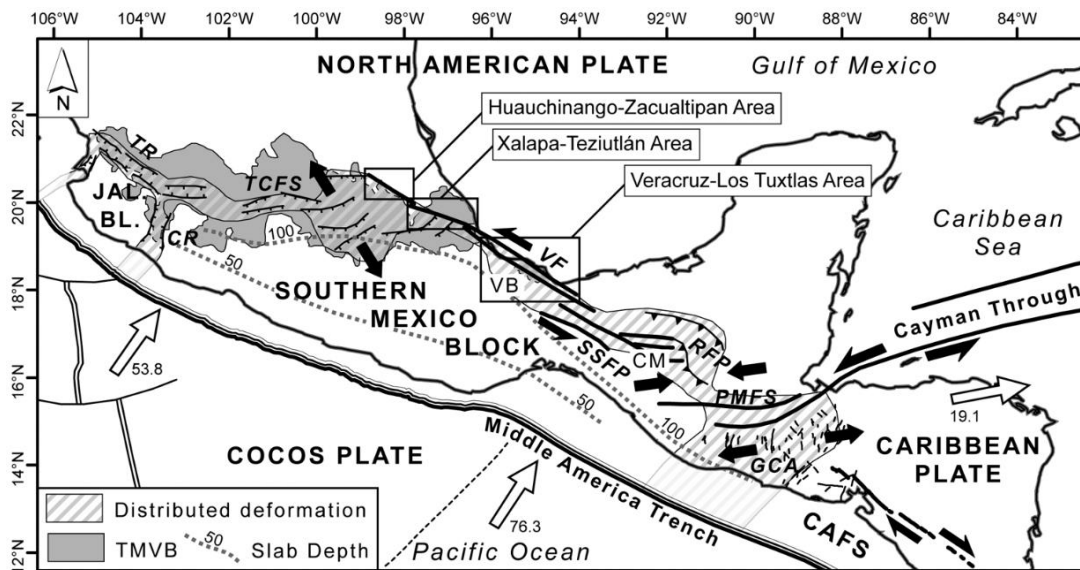 106°W 104°W 102°W 100°W 98°W 96°W 94°W 92°W 90°W 88°W 86°W 84°W
22°N
20°N
18°N
16°N
14°N
12°N
N
NORTH AMERICAN PLATE
Gulf of Mexico
Huauchinango-Zacualtipan Area
Xalapa-Teziutlán Area
Veracruz-Los Tuxtlas Area
TR
TCFS
JAL
BL.
CR
100
50
VF
VB
Caribbean
Sea
SOUTHERN
MEXICO
BLOCK
Cayman Through
RFP
SSFP
CM
PMFS
53.8
19.1
50
100
GCA
CARIBBEAN
PLATE
COCOS PLATE
Middle America Trench
76.3
CAFS
Pacific Ocean
Distributed deformation
TMVB
50
Slab Depth